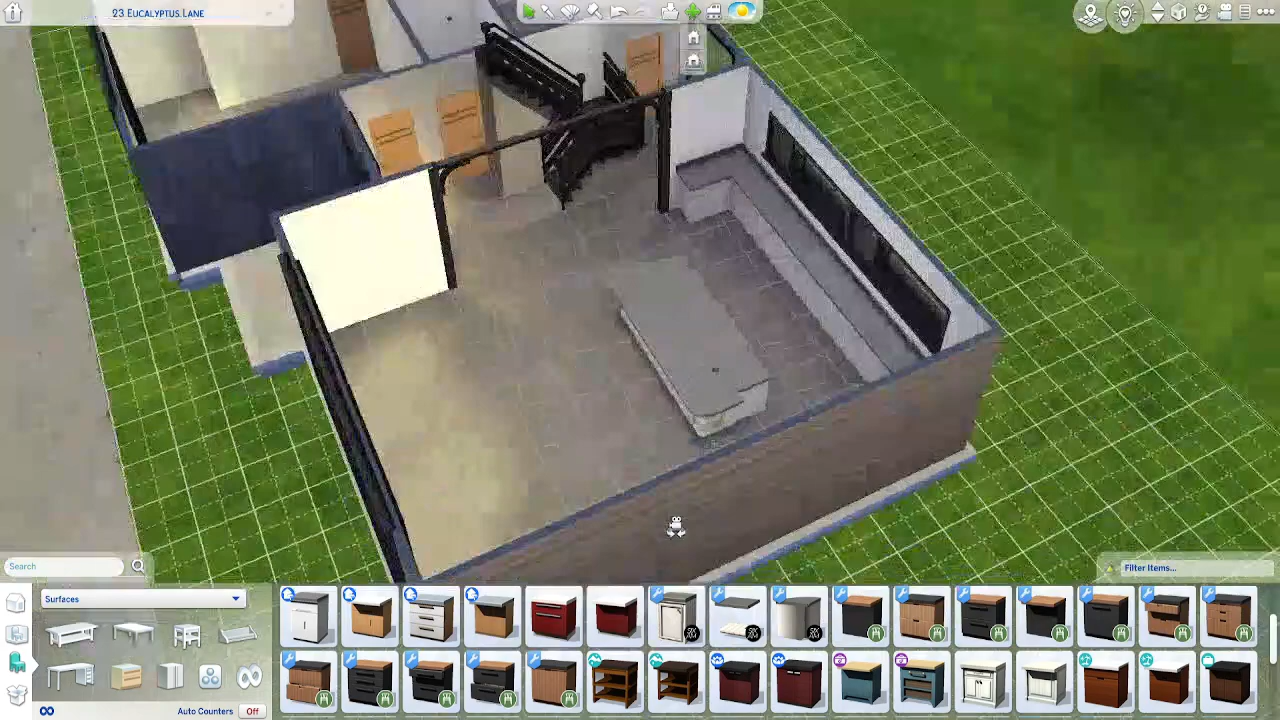 23 Eucalyptus Lane
Search
Filter Items...
Surfaces
Auto Counters Off